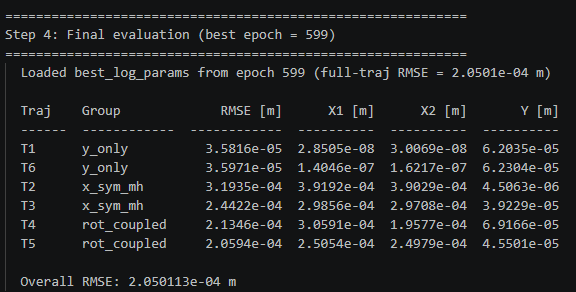 ============================================================
Step 4: Final evaluation (best epoch = 599)
============================================================
Loaded best_log_params from epoch 599 (full-traj RMSE = 2.0501e-04 m)
Traj Group RMSE [m] X1 [m] X2 [m] Y [m]
------ ------------ ------------ ---------- ---------- ----------
T1 y_only 3.5816e-05 2.8505e-08 3.0069e-08 6.2035e-05
T6 y_only 3.5971e-05 1.4046e-07 1.6217e-07 6.2304e-05
T2 x_sym_mh 3.1935e-04 3.9192e-04 3.9029e-04 4.5063e-06
T3 x_sym_mh 2.4422e-04 2.9856e-04 2.9708e-04 3.9229e-05
T4 rot_coupled 2.1346e-04 3.0591e-04 1.9577e-04 6.9166e-05
T5 rot_coupled 2.0594e-04 2.5054e-04 2.4979e-04 4.5501e-05
Overall RMSE: 2.050113e-04 m